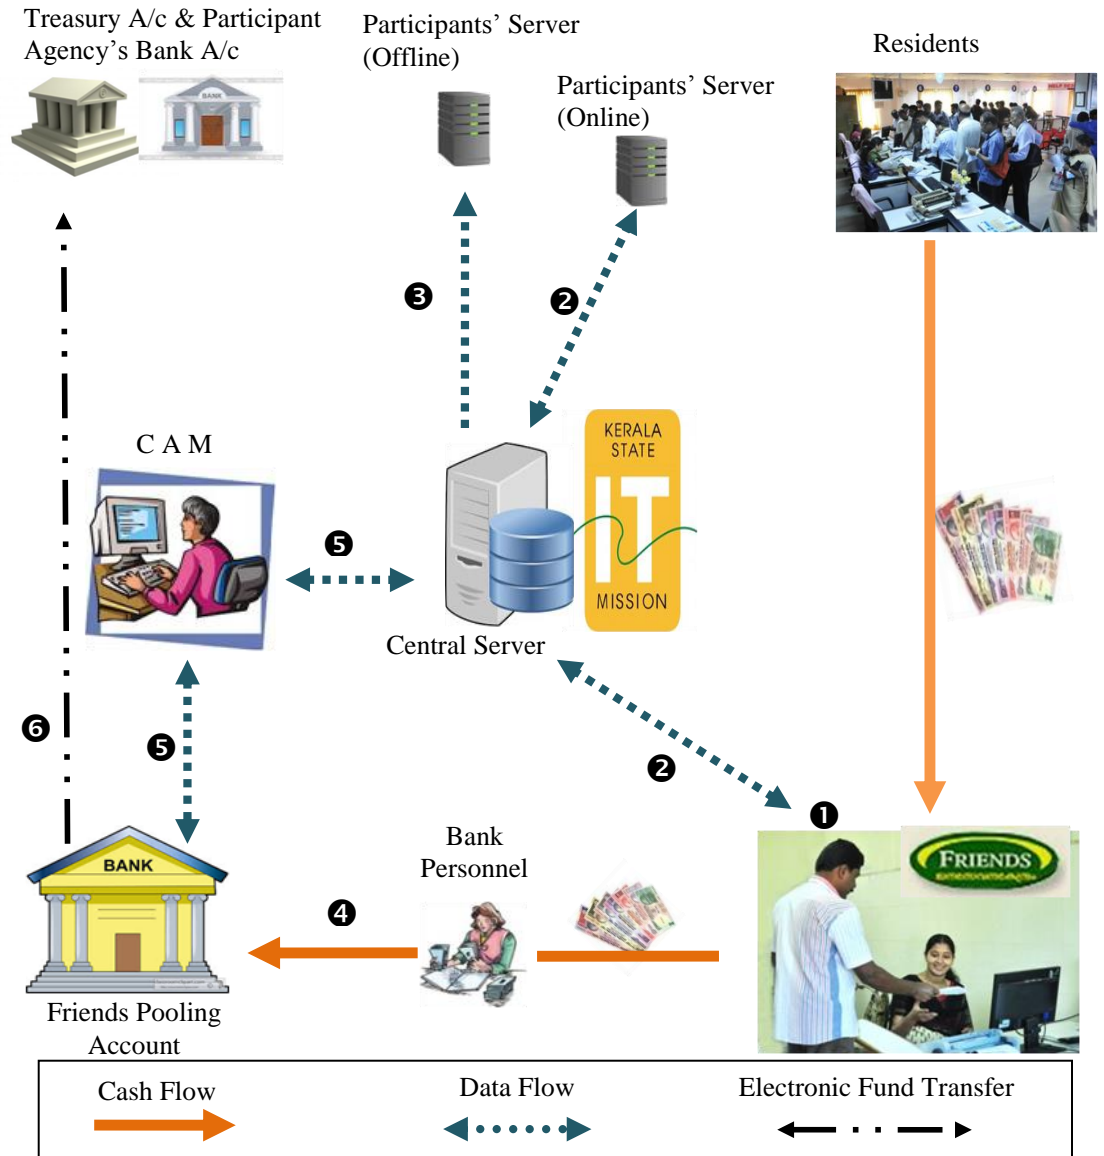 Treasury A/c & Participant
Agency’s Bank A/c
Participants’ Server
(Offline)
Participants’ Server
(Online)
Residents
BANK
❸
❷
C A M
KERALA
STATE
IT
MISSION
❺
Central Server
❻
❺
❷
❶
BANK
Bank
Personnel
FRIENDS
❹
Friends Pooling
Account
Cash Flow
Data Flow
Electronic Fund Transfer